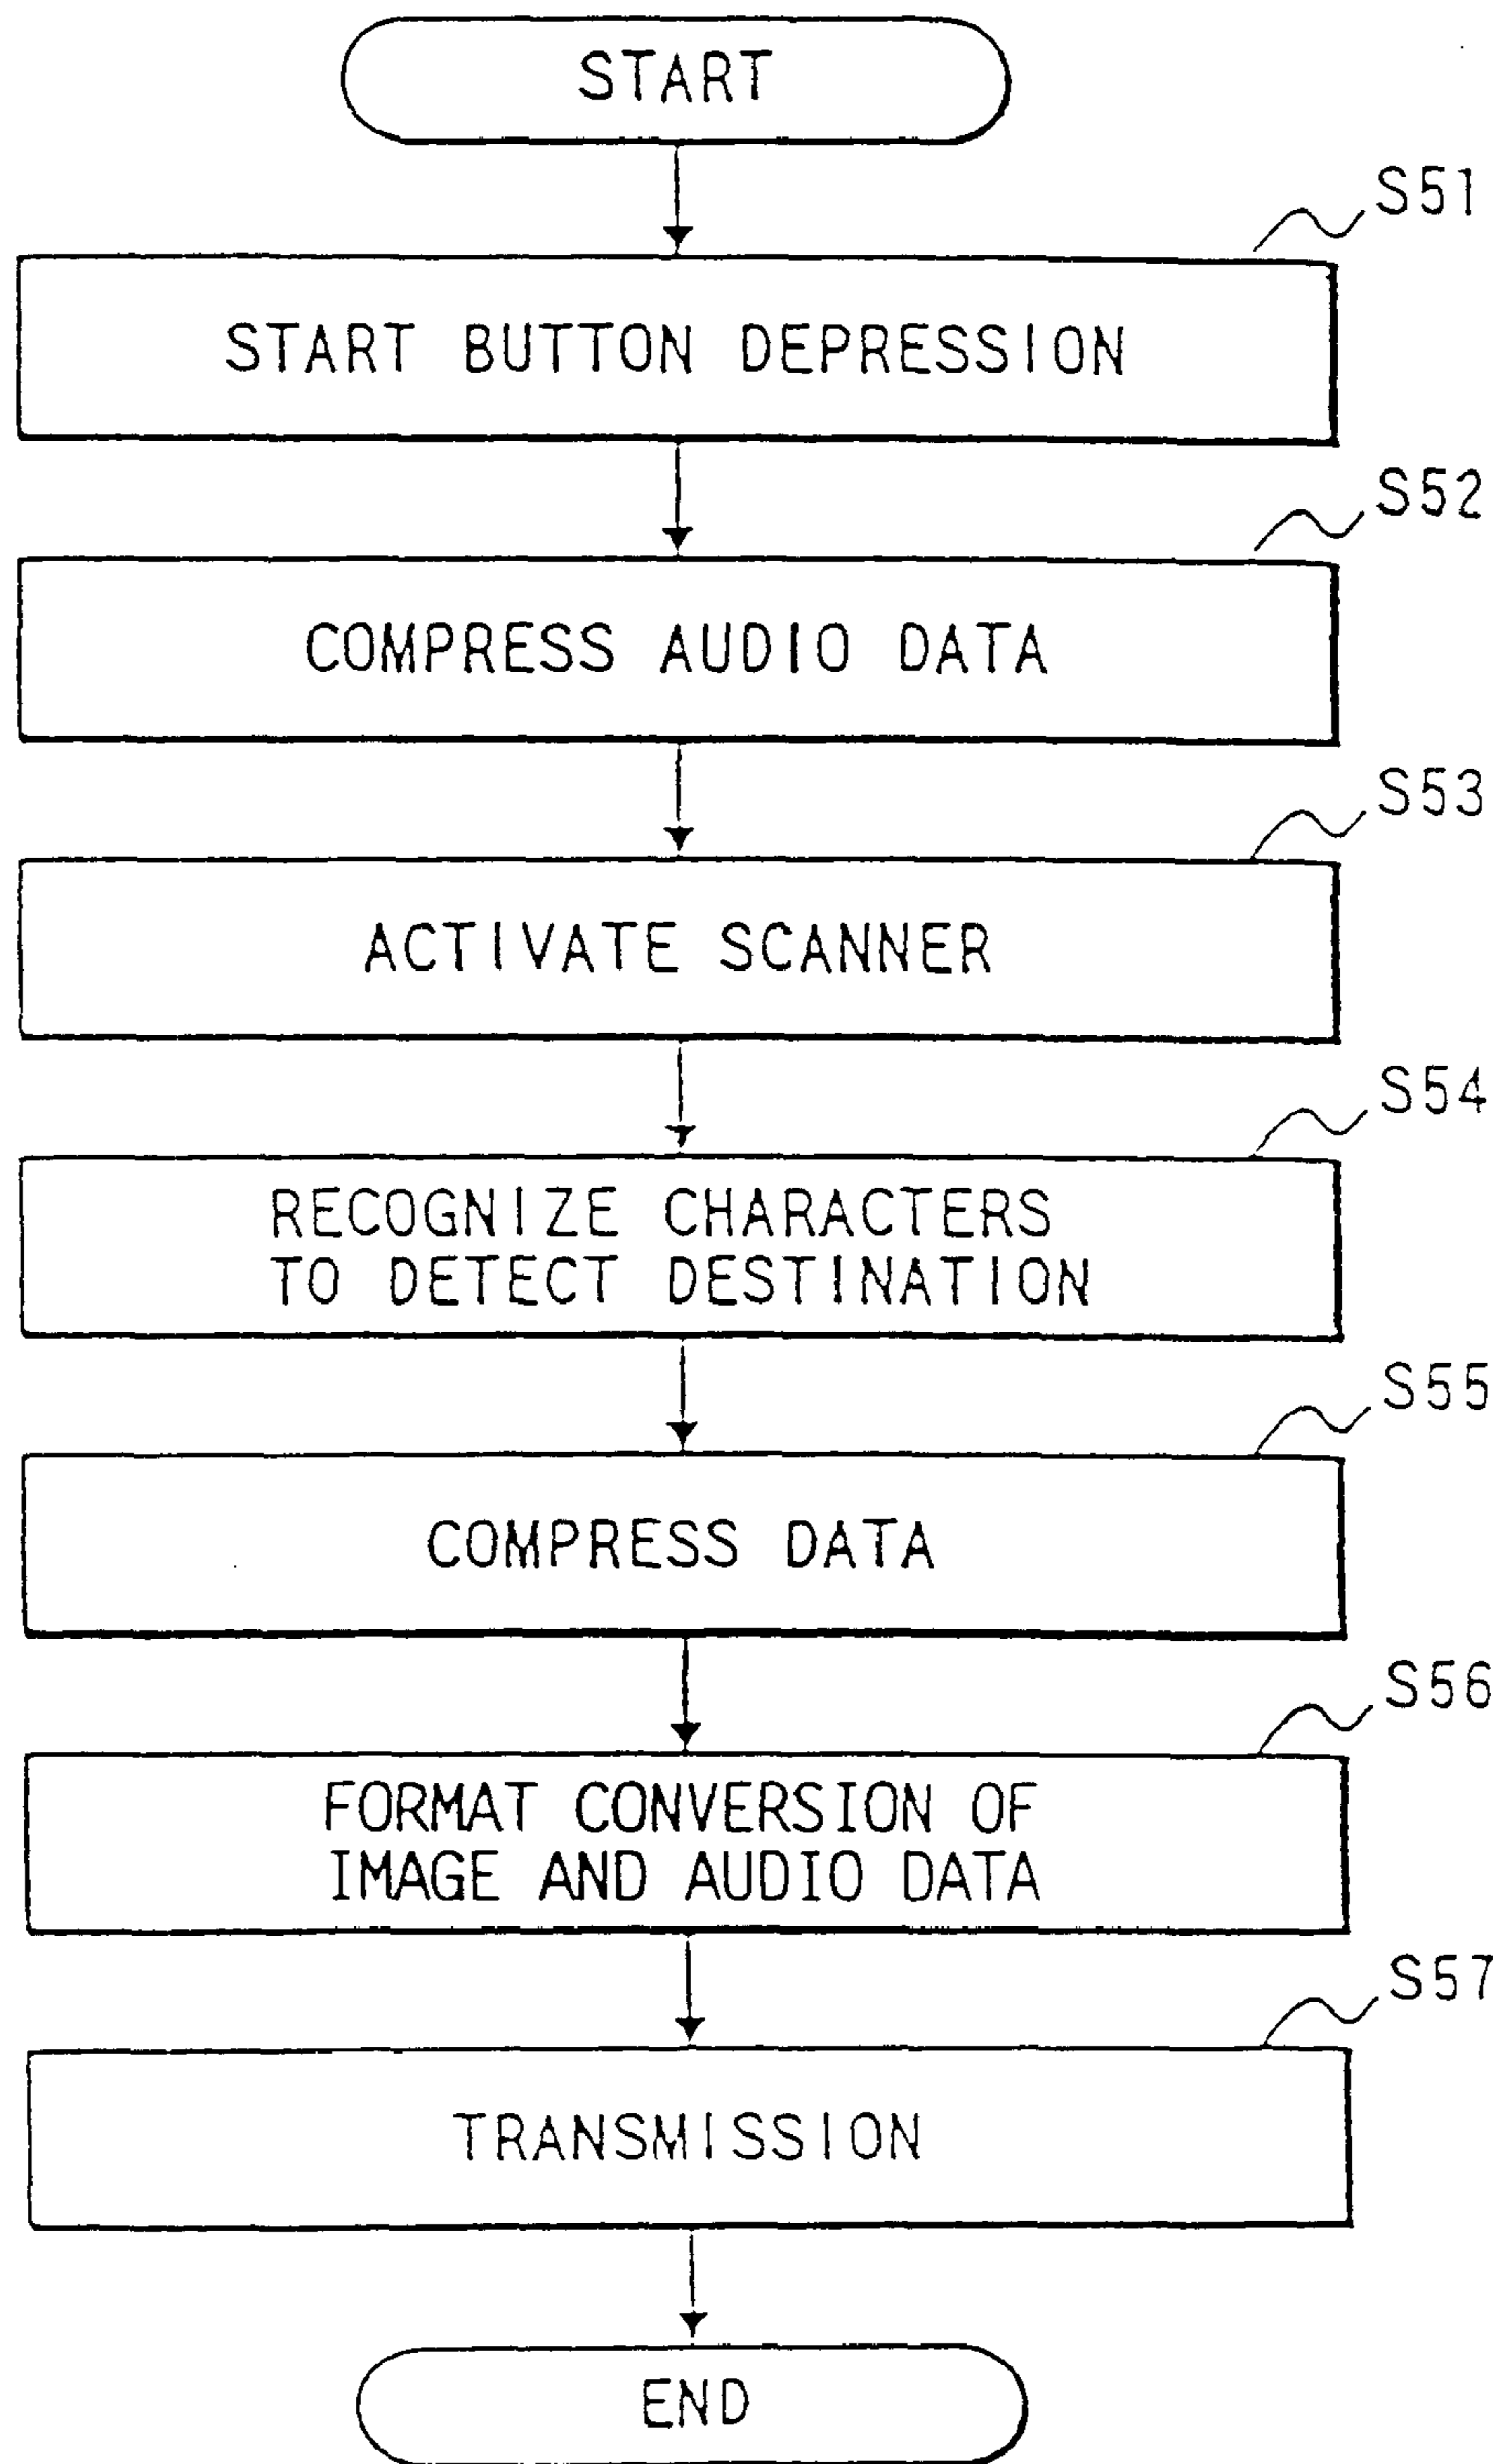 START
S51
START BUTTON DEPRESSION
S52
COMPRESS AUDIO DATA
S53
ACTIVATE SCANNER
S54
RECOGNIZE CHARACTERS
TO DETECT DESTINATION
S55
COMPRESS DATA
S56
FORMAT CONVERSION OF
IMAGE AND AUDIO DATA
S57
TRANSMISSION
END